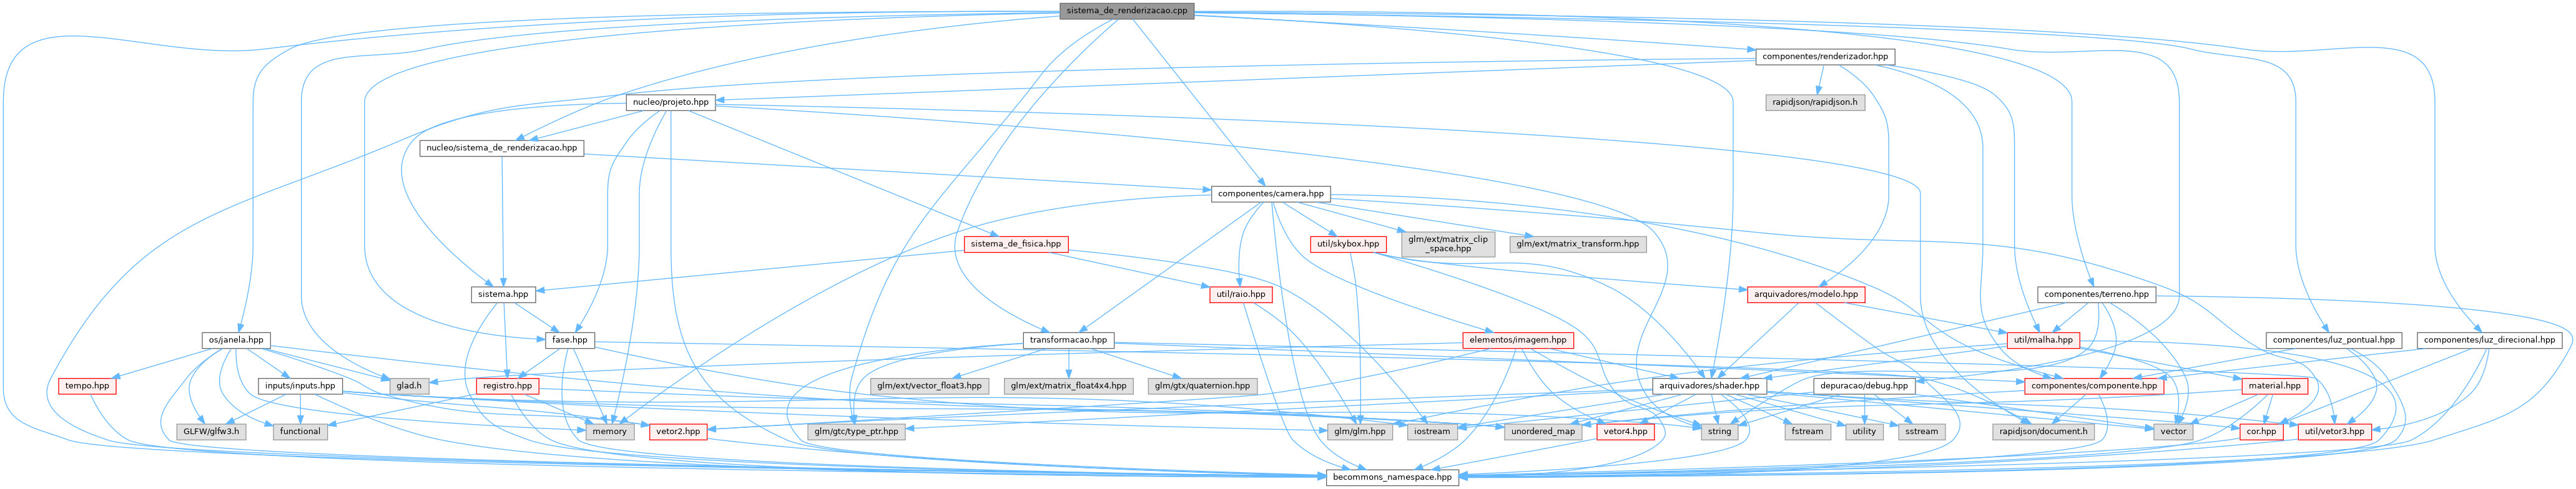 sistema_de_renderizacao.cpp
componentes/renderizador.hpp
nucleo/projeto.hpp
rapidjson/rapidjson.h
nucleo/sistema_de_renderizacao.hpp
componentes/camera.hpp
sistema_de_fisica.hpp
util/skybox.hpp
glm/ext/matrix_clip
_space.hpp
glm/ext/matrix_transform.hpp
sistema.hpp
util/raio.hpp
arquivadores/modelo.hpp
componentes/terreno.hpp
os/janela.hpp
fase.hpp
transformacao.hpp
elementos/imagem.hpp
util/malha.hpp
componentes/luz_pontual.hpp
componentes/luz_direcional.hpp
tempo.hpp
inputs/inputs.hpp
glad.h
registro.hpp
glm/ext/vector_float3.hpp
glm/ext/matrix_float4x4.hpp
glm/gtx/quaternion.hpp
arquivadores/shader.hpp
depuracao/debug.hpp
componentes/componente.hpp
material.hpp
GLFW/glfw3.h
functional
memory
vetor2.hpp
glm/gtc/type_ptr.hpp
glm/glm.hpp
iostream
unordered_map
vetor4.hpp
string
fstream
utility
sstream
rapidjson/document.h
vector
cor.hpp
util/vetor3.hpp
becommons_namespace.hpp